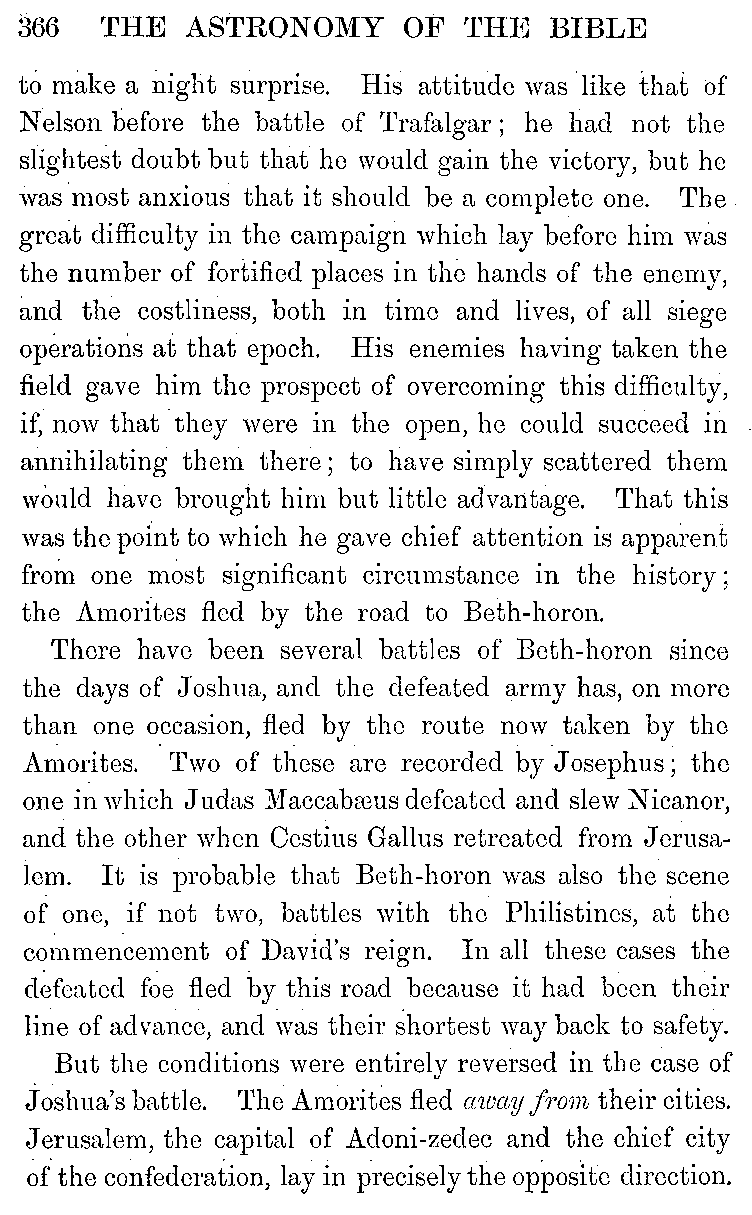 366 THE ASTRONOMY OF THE BIBLE
to make a night surprise. His attitude was like that of
Nelson before the battle of Trafalgar; he had not the
slightest doubt but that he would gain the victory, but he
was most anxious that it should be a complete one. The
great difficulty in the campaign which lay before him was
the number of fortified places in the hands of the enemy,
and the costliness, both in time and lives, of all siege
operations at that epoch. His enemies having taken the
field gave him the prospect of overcoming this difficulty,
if, now that they were in the open, he could succeed in
annihilating them there; to have simply scattered them
would have brought him but little advantage. That this
was the point to which he gave chief attention is apparent
from one most significant circumstance in the history;
the Amorites fled by the road to Beth-horon.
There have been several battles of Beth-horon since
the days of Joshua, and the defeated army has, on more
than one occasion, fled by the route now taken by the
Amorites. Two of these are recorded by Josephus; the
one in which Judas Maccabæus defeated and slew Nicanor,
and the other when Cestius Gallus retreated from Jerusa-
lem. It is probable that Beth-horon was also the scene
of one, if not two, battles with the Philistines, at the
commencement of David's reign. In all these cases the
defeated foe fled by this road because it had been their
line of advance, and was their shortest way back to safety.
But the conditions were entirely reversed in the case of
Joshua's battle. The Amorites fled away from their cities.
Jerusalem, the capital of Adoni-zedec and the chief city
of the confederation, lay in precisely the opposite direction.